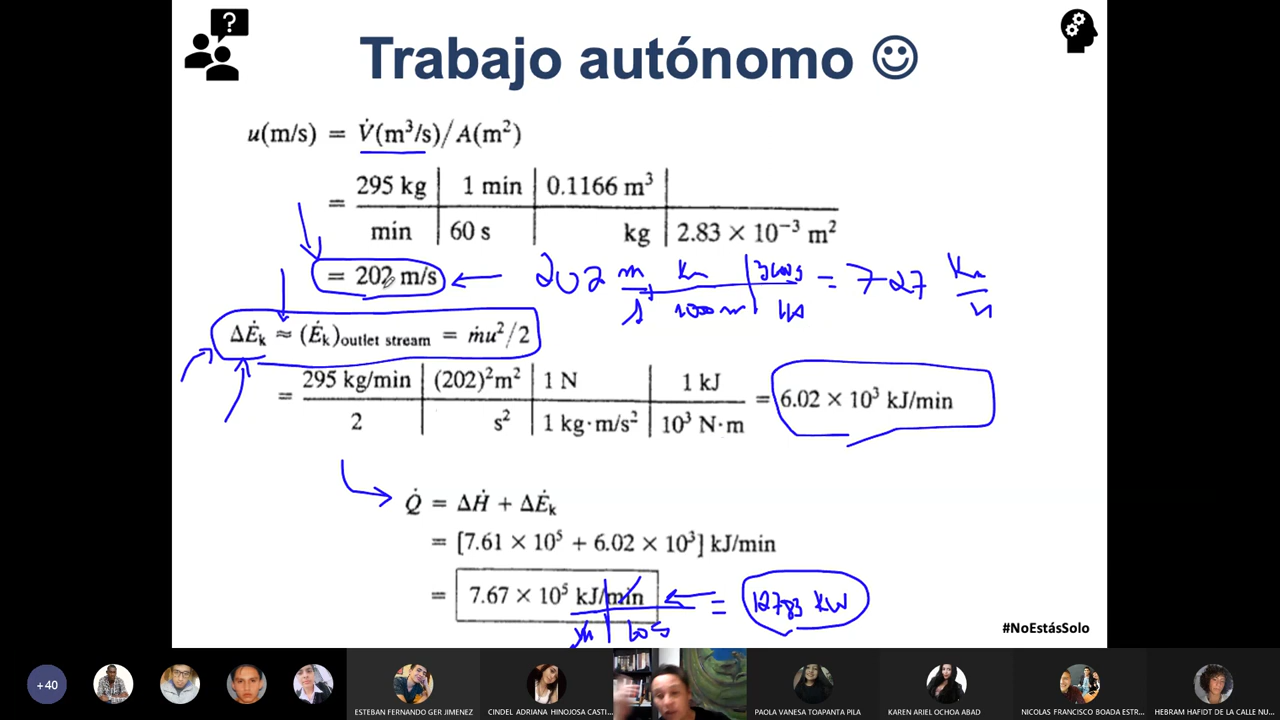 ?
Trabajo autónomo
u(m/s) = V̇(m³/s)/A(m²)
= 295 kg | 1 min | 0.1166 m³ |
min | 60 s | kg | 2.83 × 10⁻³ m²
= 202 m/s ← 202 m/s | km/1000 m | 3600 s/1h = 727 km/h
ΔĖk ≈ (Ėk)outlet stream = ṁu²/2
= 295 kg/min | (202)² m² | 1 N | 1 kJ = 6.02 × 10³ kJ/min
2 | s² | 1 kg·m/s² | 10³ N·m
Q̇ = ΔḢ + ΔĖk
= [7.61 × 10⁵ + 6.02 × 10³] kJ/min
= 7.67 × 10⁵ kJ/min ← = 12783 KW
60 s
#NoEstásSolo
+40
ESTEBAN FERNANDO GER JIMENEZ
CINDEL ADRIANA HINOJOSA CASTI...
PAOLA VANESA TOAPANTA PILA
KAREN ARIEL OCHOA ABAD
NICOLAS FRANCISCO BOADA ESTR...
HEBRAM HAFIDT DE LA CALLE NU...